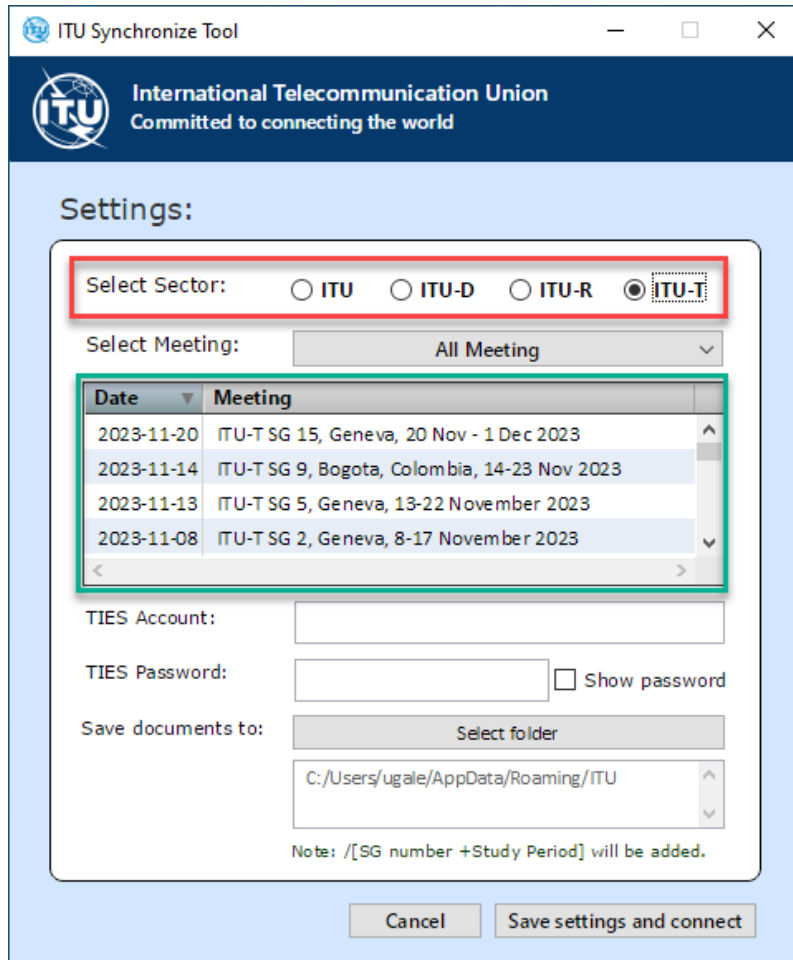 ITU Synchronize Tool
ITU
International Telecommunication Union
Committed to connecting the world
Settings:
Select Sector: ITU ITU-D ITU-R ITU-T
Select Meeting: All Meeting
Date Meeting
2023-11-20 ITU-T SG 15, Geneva, 20 Nov - 1 Dec 2023
2023-11-14 ITU-T SG 9, Bogota, Colombia, 14-23 Nov 2023
2023-11-13 ITU-T SG 5, Geneva, 13-22 November 2023
2023-11-08 ITU-T SG 2, Geneva, 8-17 November 2023
TIES Account:
TIES Password: Show password
Save documents to: Select folder
C:/Users/ugale/AppData/Roaming/ITU
Note: /[SG number +Study Period] will be added.
Cancel Save settings and connect